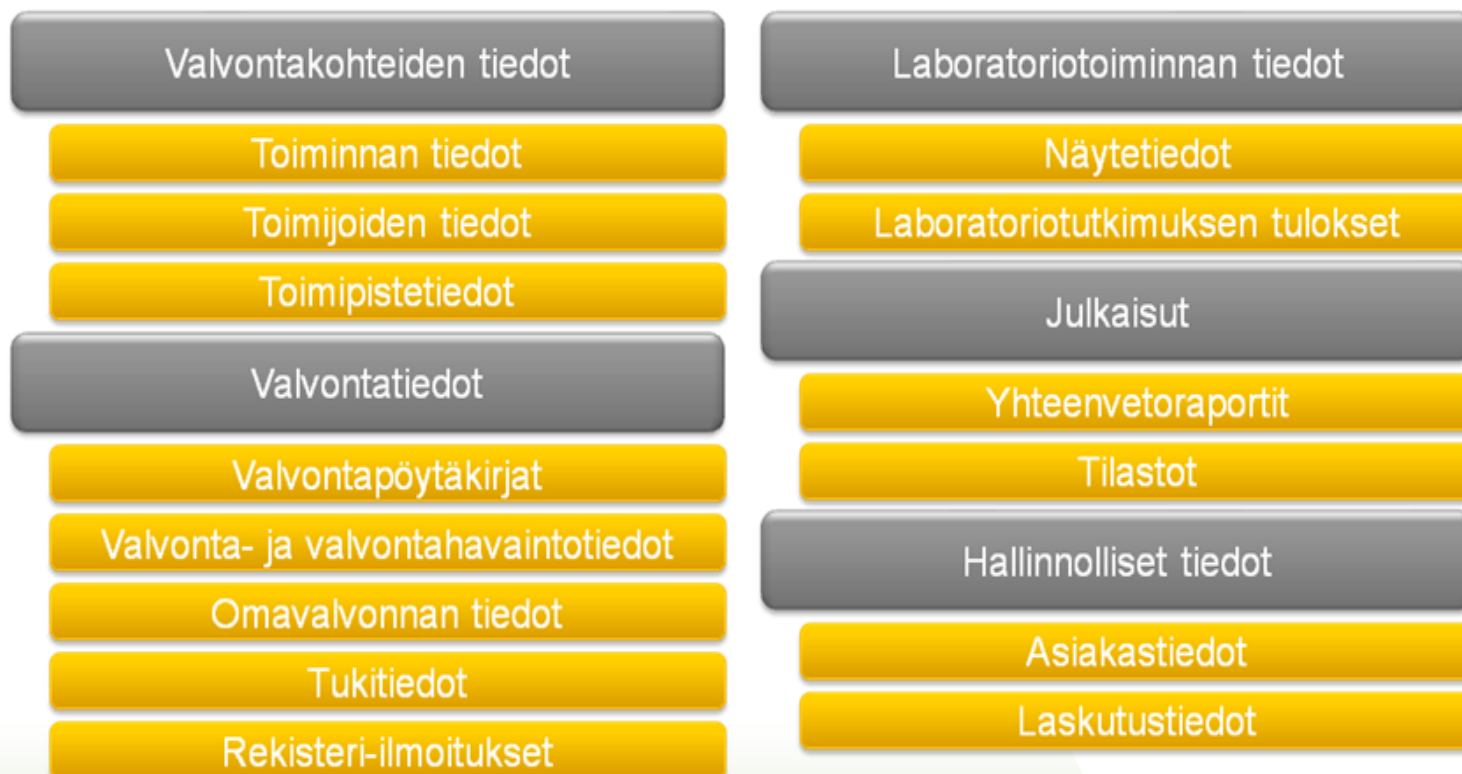 Valvontakohteiden tiedot
Toiminnan tiedot
Toimijoiden tiedot
Toimipistetiedot
Valvontatiedot
Valvontapöytäkirjat
Valvonta- ja valvontahavaintotiedot
Omavalvonnan tiedot
Tukitiedot
Rekisteri-ilmoitukset
Laboratoriotoiminnan tiedot
Näytetiedot
Laboratoriotutkimuksen tulokset
Julkaisut
Yhteenvetoraportit
Tilastot
Hallinnolliset tiedot
Asiakastiedot
Laskutustiedot